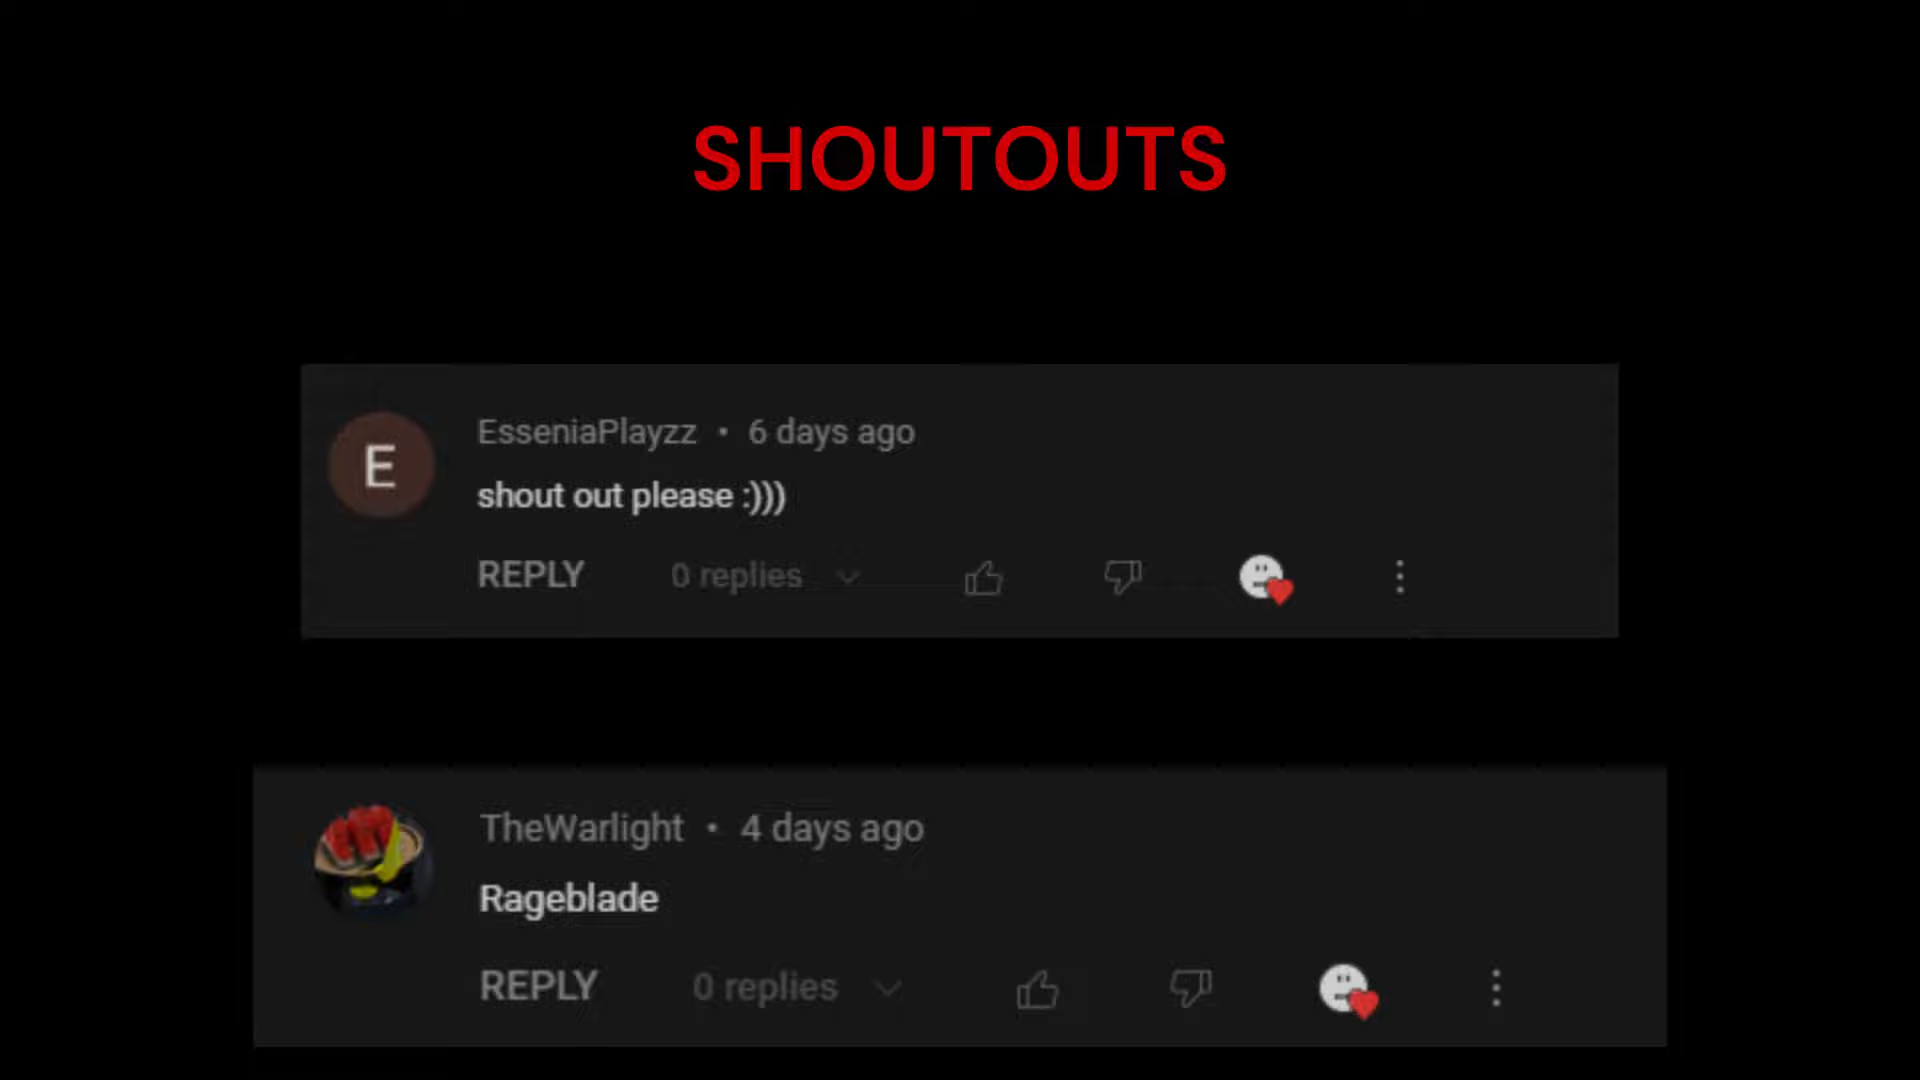 SHOUTOUTS
E
EsseniaPlayzz • 6 days ago
shout out please :)))
REPLY 0 replies
TheWarlight • 4 days ago
Rageblade
REPLY 0 replies